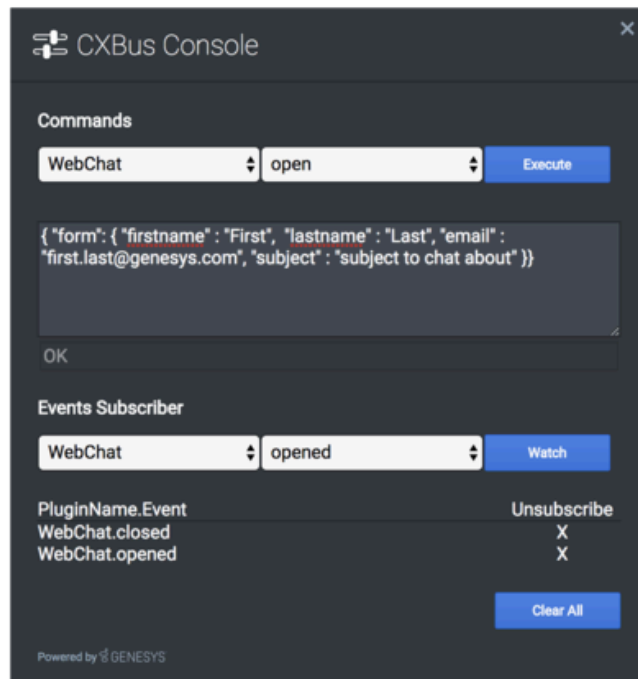 CXBus Console
Commands
WebChat open Execute
{ "form": { "firstname" : "First",  "lastname" : "Last", "email" :
"first.last@genesys.com", "subject" : "subject to chat about" }}
OK
Events Subscriber
WebChat opened Watch
PluginName.Event Unsubscribe
WebChat.closed X
WebChat.opened X
Clear All
Powered by GENESYS